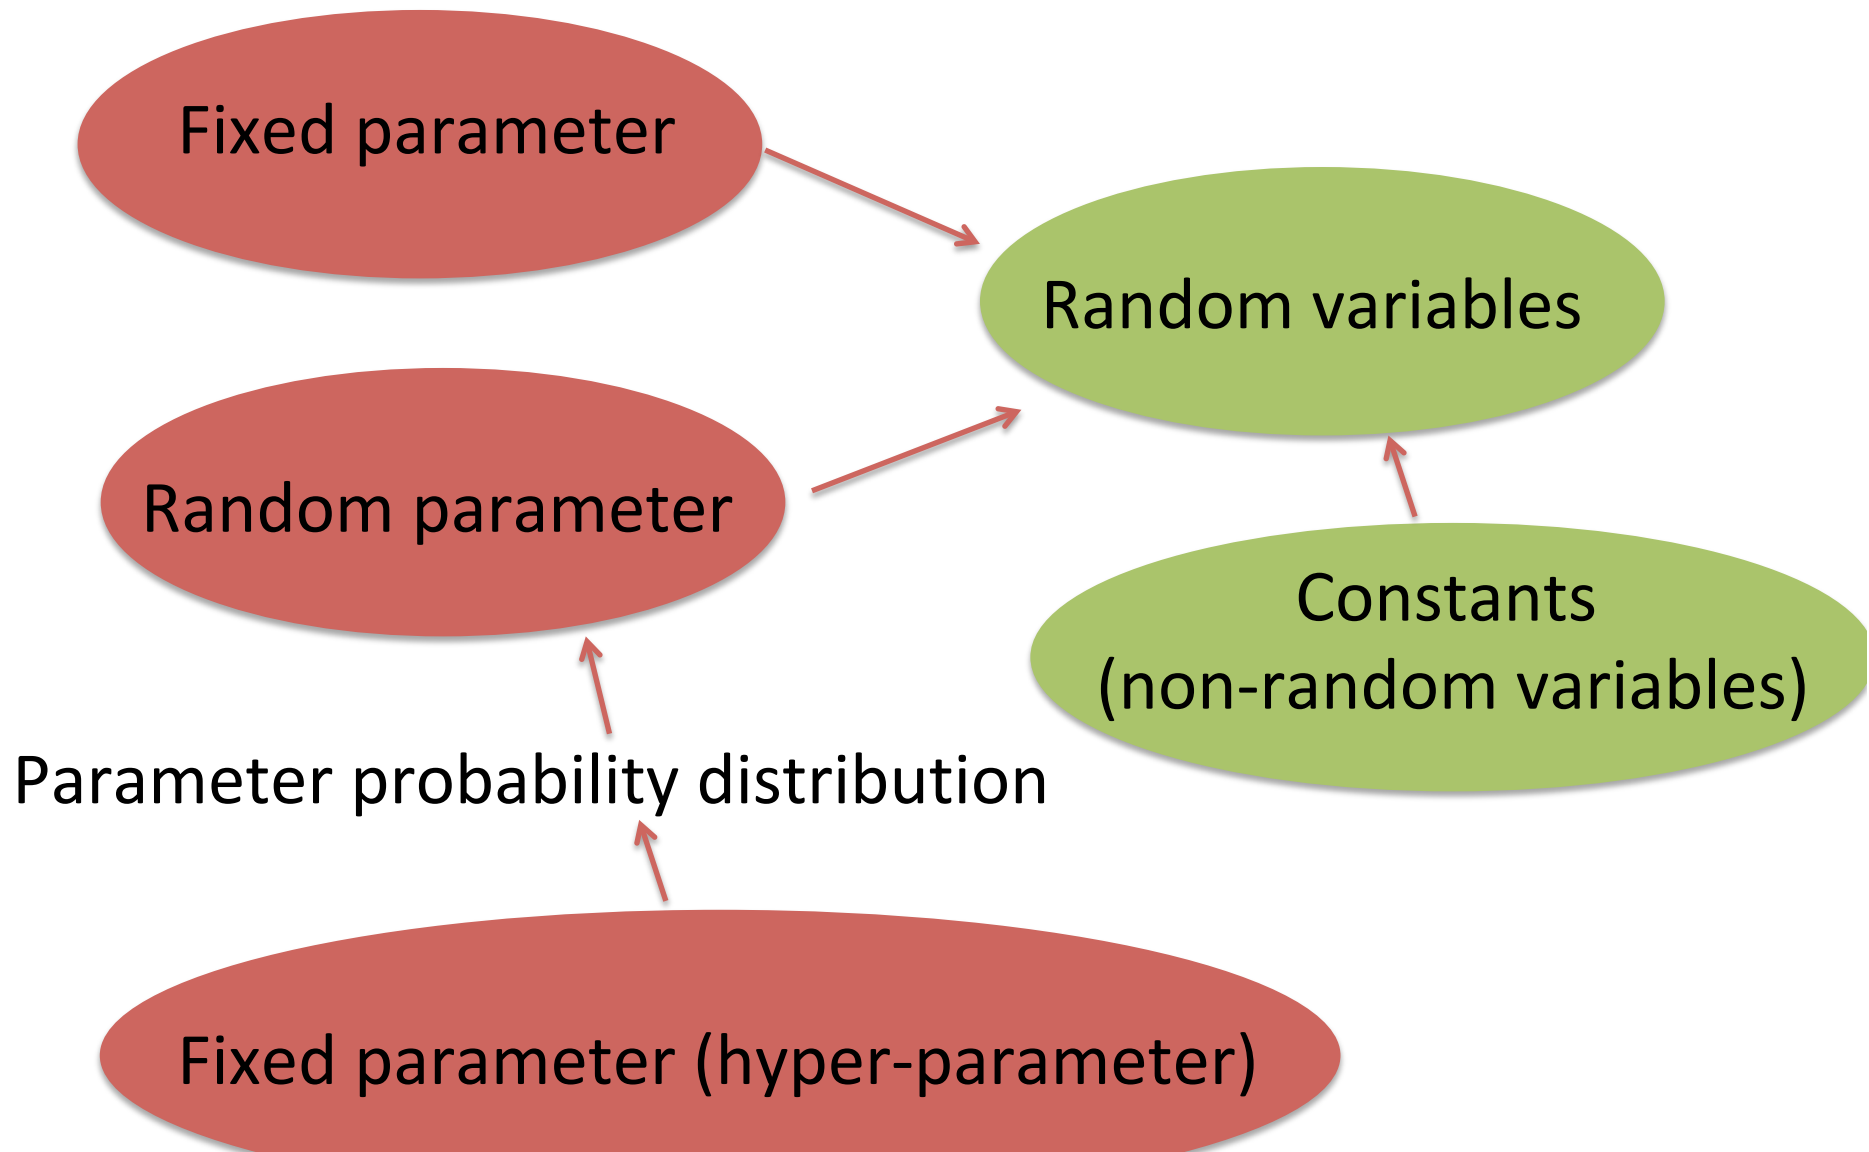 Fixed parameter
Random variables
Random parameter
Constants
(non-random variables)
Parameter probability distribution
Fixed parameter (hyper-parameter)